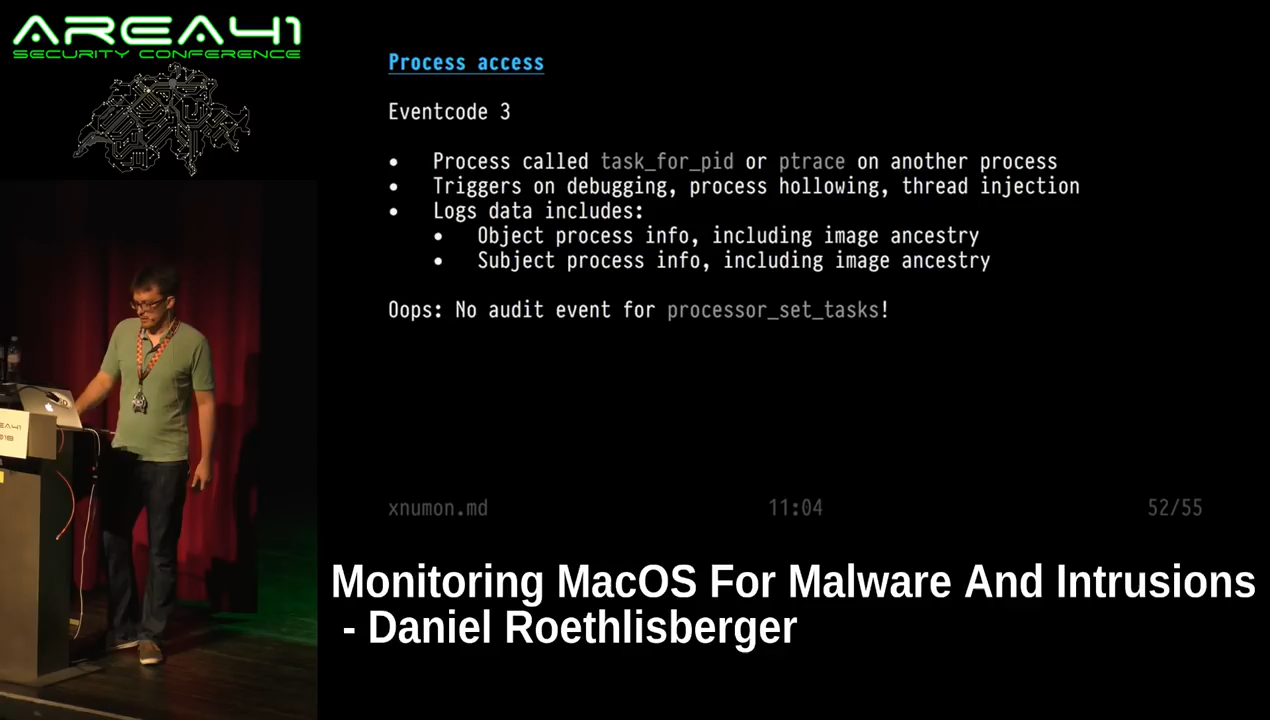 AREA41
SECURITY CONFERENCE
Process access
Eventcode 3
• Process called task_for_pid or ptrace on another process
• Triggers on debugging, process hollowing, thread injection
• Logs data includes:
• Object process info, including image ancestry
• Subject process info, including image ancestry
Oops: No audit event for processor_set_tasks!
xnumon.md 11:04 52/55
Monitoring MacOS For Malware And Intrusions
- Daniel Roethlisberger